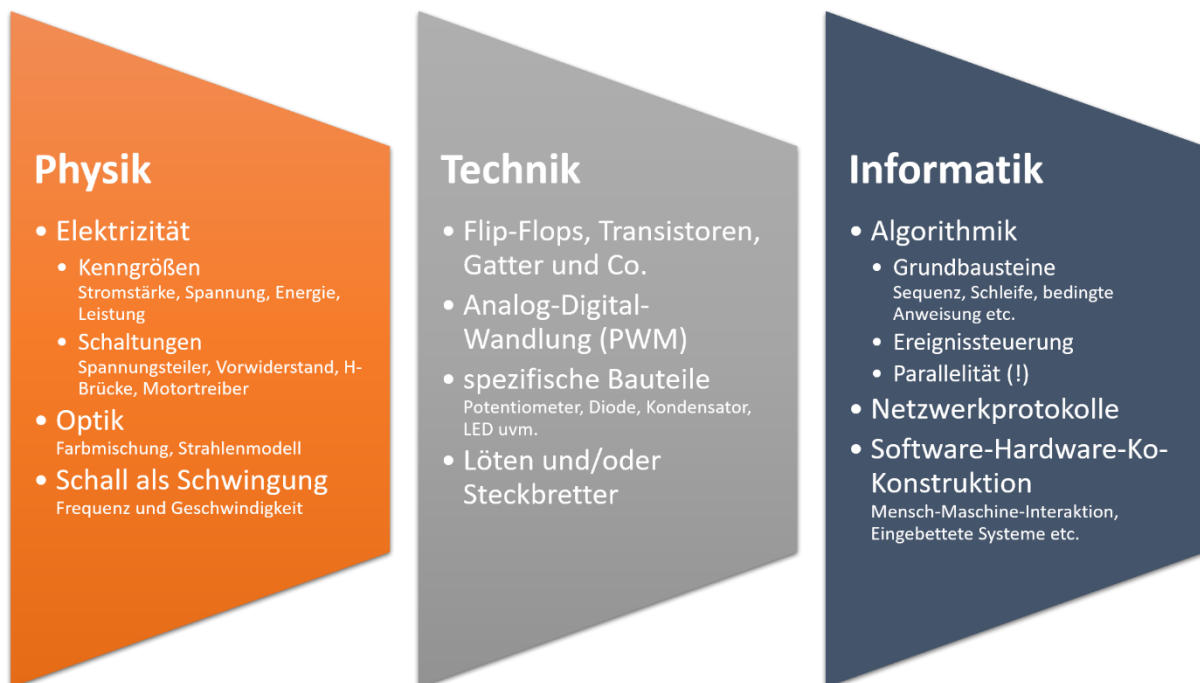 Physik
• Elektrizität
• Kenngrößen
Stromstärke, Spannung, Energie,
Leistung
• Schaltungen
Spannungsteiler, Vorwiderstand, H-
Brücke, Motortreiber
• Optik
Farbmischung, Strahlenmodell
• Schall als Schwingung
Frequenz und Geschwindigkeit
Technik
• Flip-Flops, Transistoren,
Gatter und Co.
• Analog-Digital-
Wandlung (PWM)
• spezifische Bauteile
Potentiometer, Diode, Kondensator,
LED uvm.
• Löten und/oder
Steckbretter
Informatik
• Algorithmik
• Grundbausteine
Sequenz, Schleife, bedingte
Anweisung etc.
• Ereignissteuerung
• Parallelität (!)
• Netzwerkprotokolle
• Software-Hardware-Ko-
Konstruktion
Mensch-Maschine-Interaktion,
Eingebettete Systeme etc.